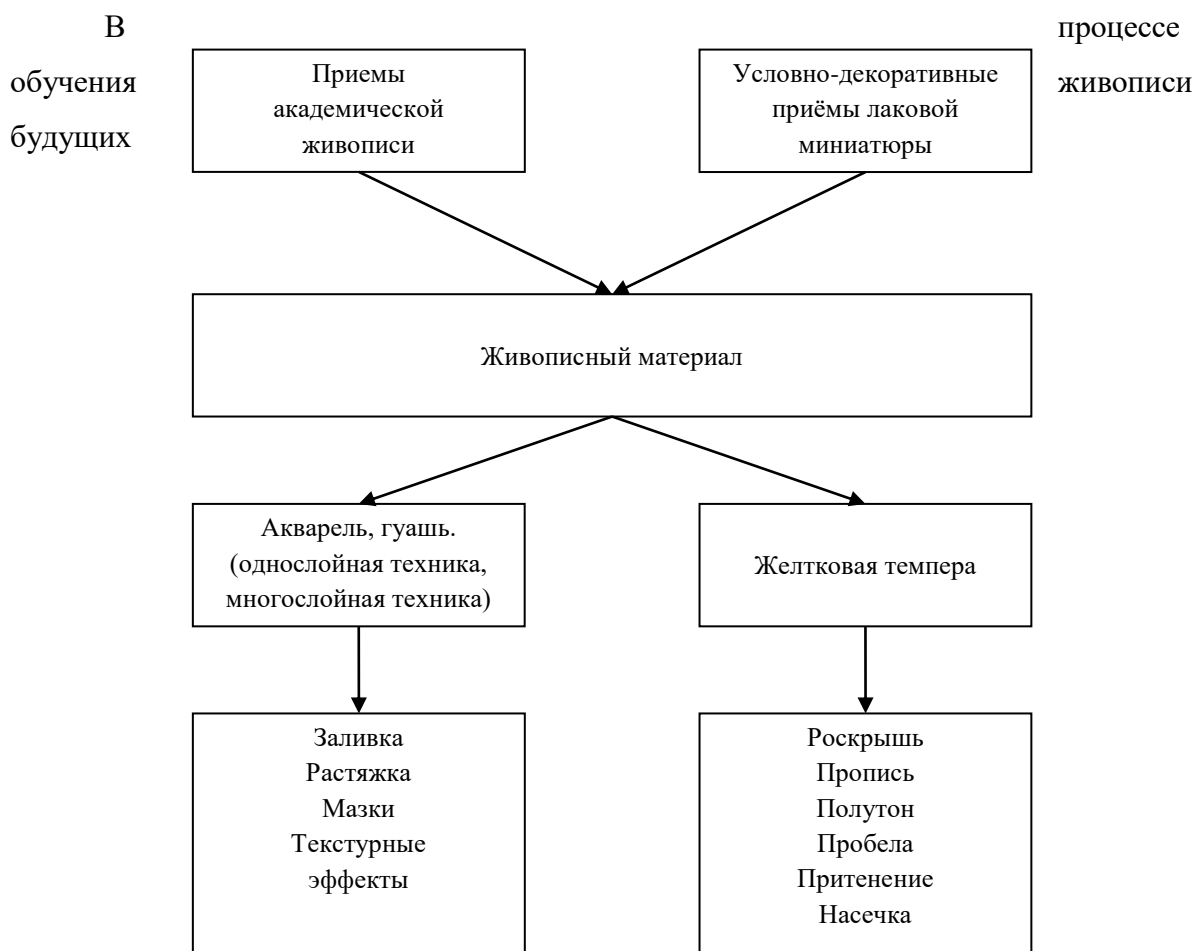 В процессе
обучения живописи
будущих
Приемы
академической
живописи
Условно-декоративные
приёмы лаковой
миниатюры
Живописный материал
Акварель, гуашь.
(однослойная техника,
многослойная техника)
Желтковая темпера
Заливка
Растяжка
Мазки
Текстурные
эффекты
Роскрышь
Пропись
Полутон
Пробела
Притенение
Насечка